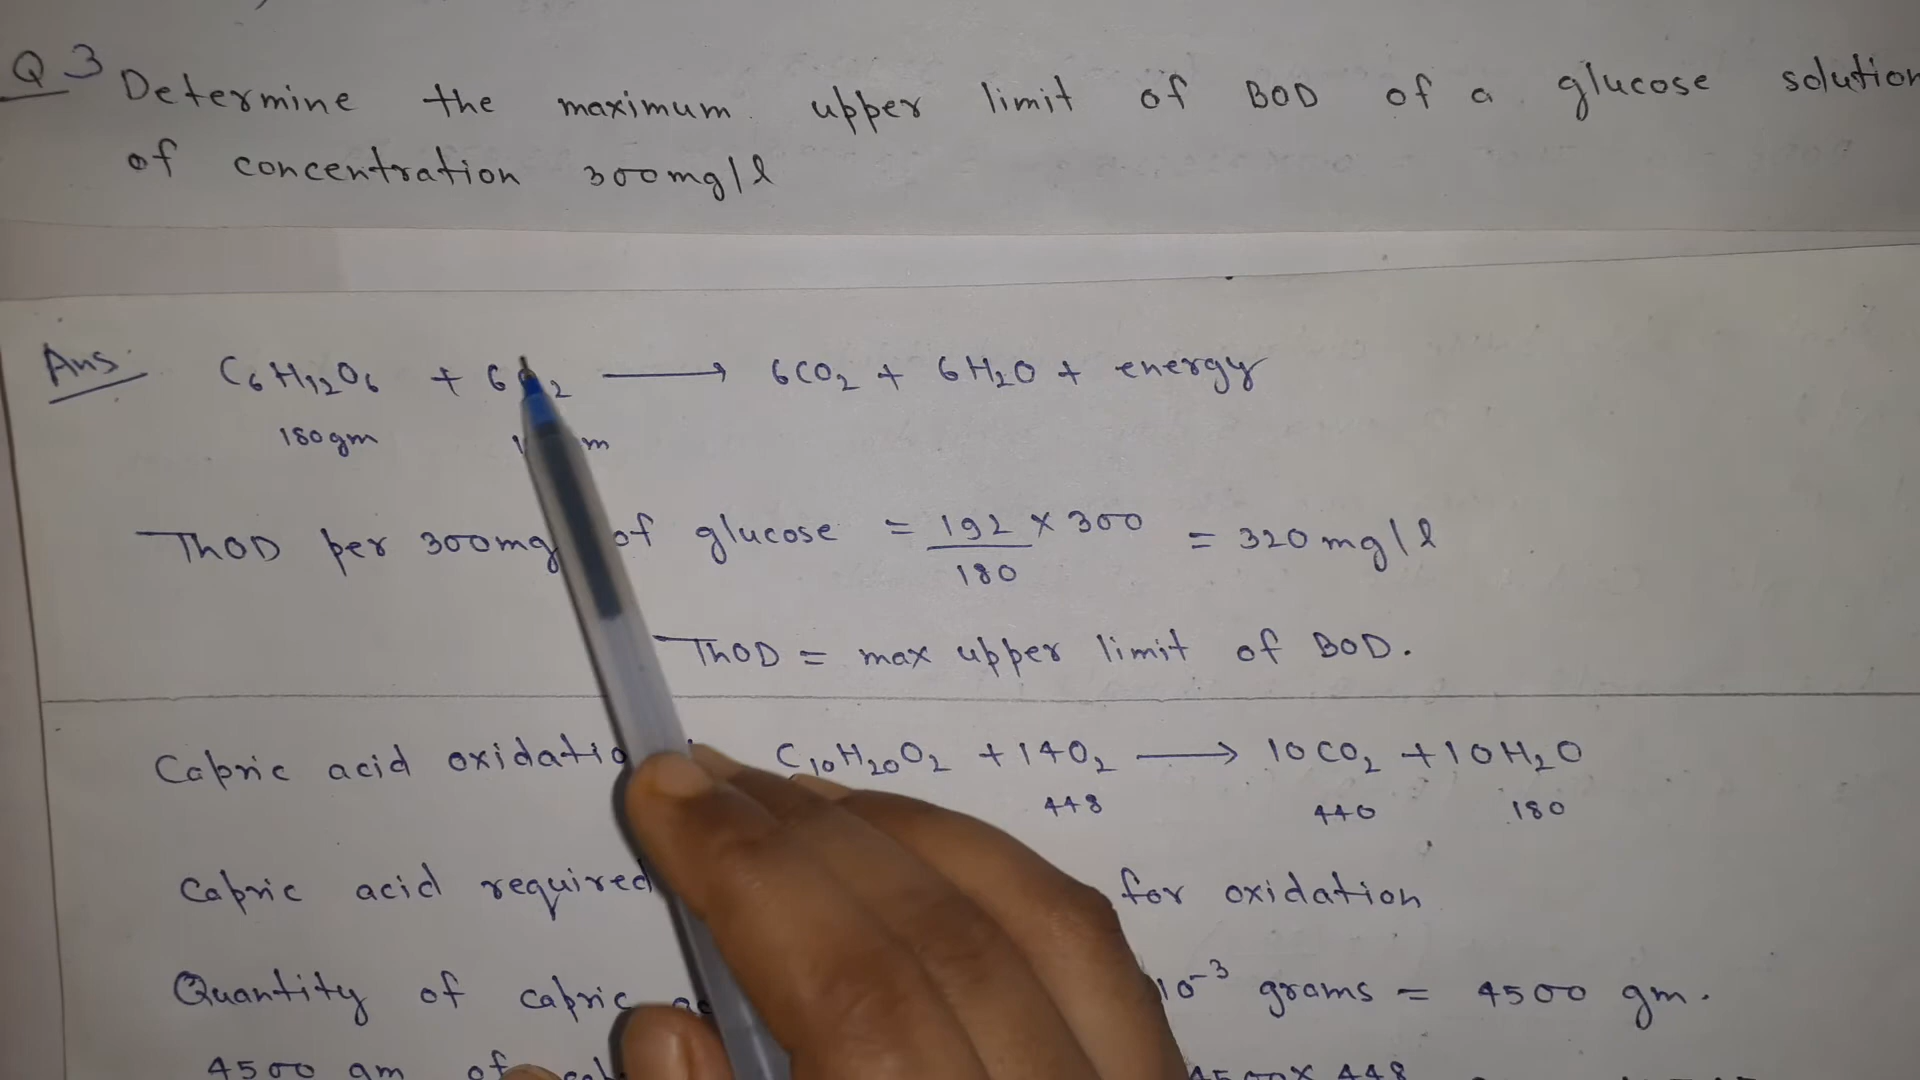 Q3 Determine the maximum upper limit of BOD of a glucose solution
of concentration 300mg/l
Ans. C6H12O6 + 6O2 → 6CO2 + 6H2O + energy
180gm
ThOD per 300mg of glucose = 192 × 300 / 180 = 320 mg/l
ThOD = max upper limit of BOD.
Capric acid C10H20O2 + 14O2 → 10CO2 + 10H2O
448 440 180
Capric acid required for oxidation
Quantity of capric 10⁻³ grams = 4500 gm.
4500 gm of 4500 × 448